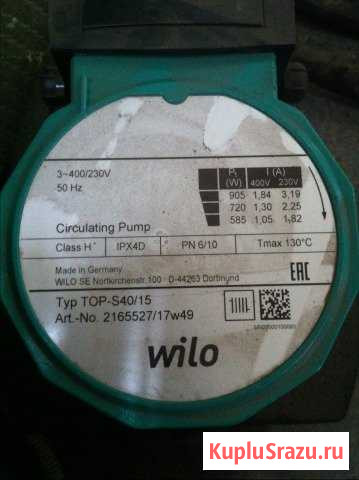 3~400/230V
50 Hz
P₁ I (A)
(W) 400V 230V
905 1,84 3,19
720 1,30 2.25
585 1,05 1,82
Circulating Pump
Class H IPX4D PN 6/10 Tmax 130°C
Made in Germany
WILO SE Nortkirchenstr. 100 · D-44263 Dortmund
EAC
Typ TOP-S40/15
Art.-No. 2165527/17w49
wilo
KupluSrazu.ru